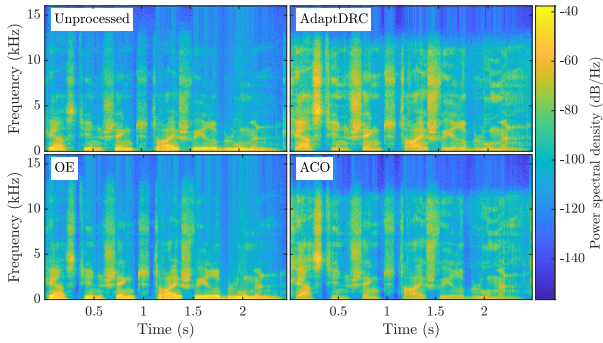 Unprocessed
AdaptDRC
OE
ACO
Frequency (kHz)
15
10
5
0
Frequency (kHz)
15
10
5
0
0.5
1
1.5
2
Time (s)
0.5
1
1.5
2
Time (s)
-40
-60
-80
-100
-120
-140
Power spectral density (dB/Hz)